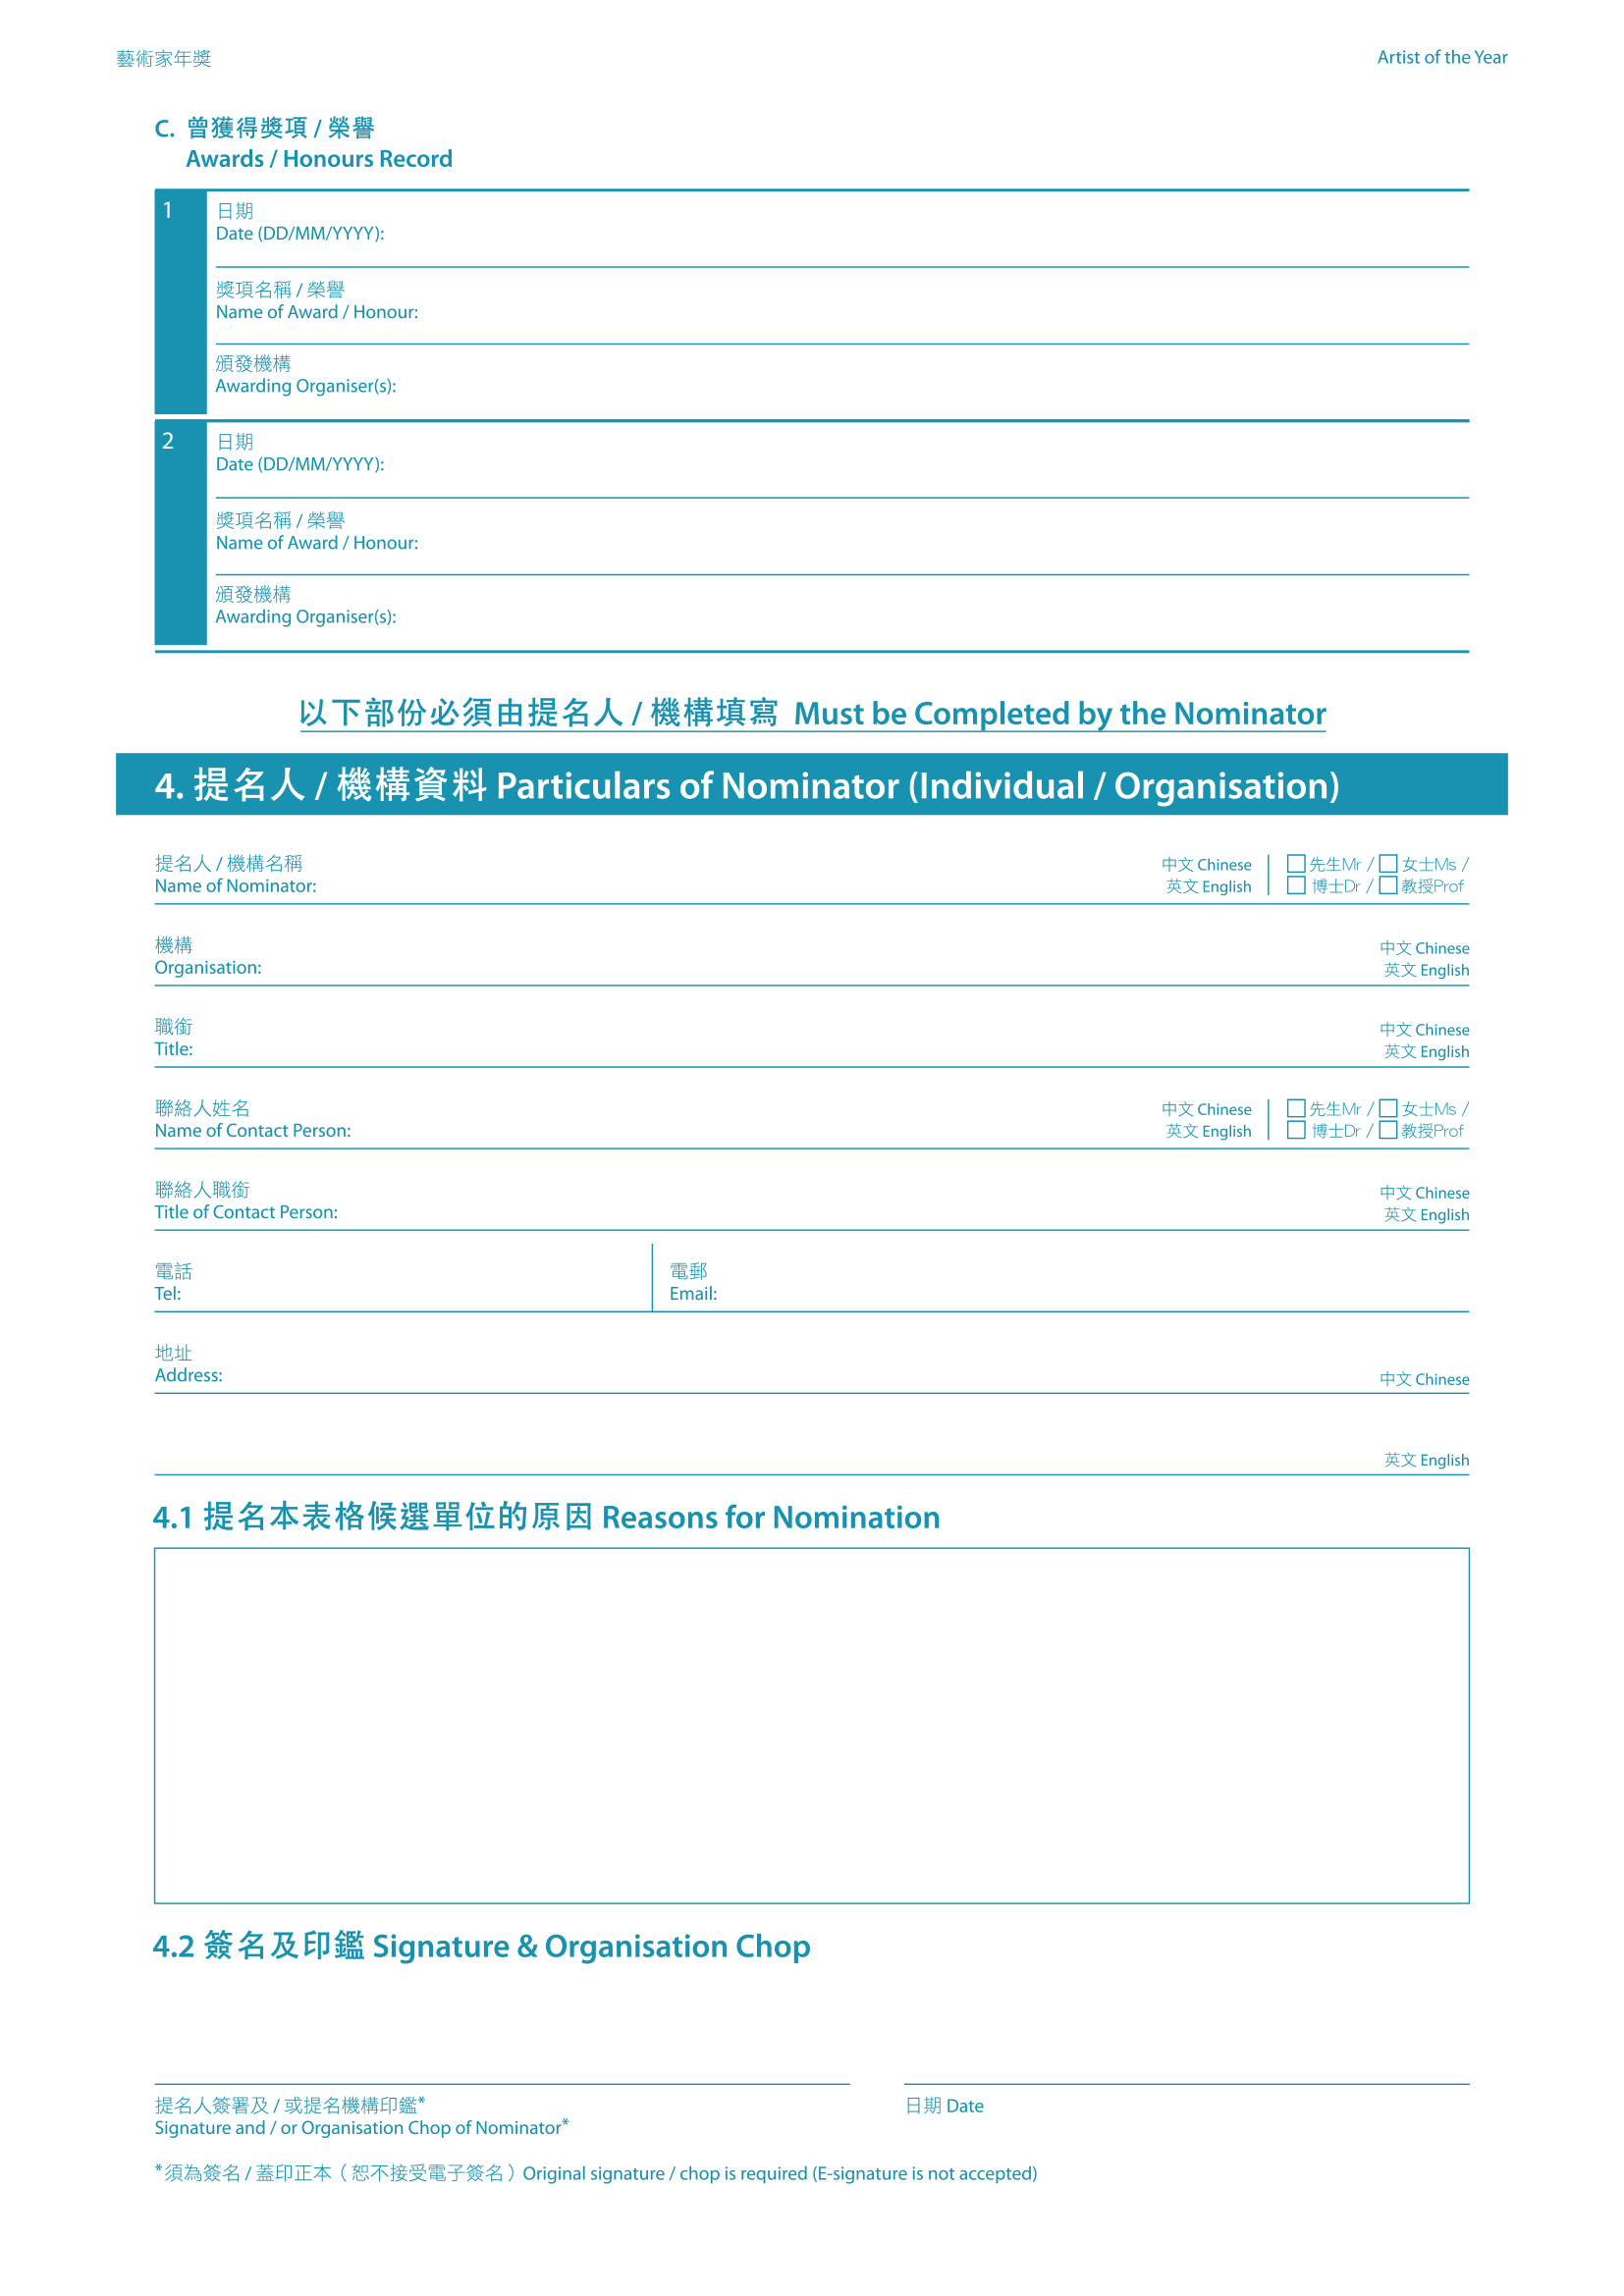 藝術家年獎
Artist of the Year
C. 曾獲得獎項 / 榮譽
Awards / Honours Record
1
日期
Date (DD/MM/YYYY):
獎項名稱 / 榮譽
Name of Award / Honour:
頒發機構
Awarding Organiser(s):
2
日期
Date (DD/MM/YYYY):
獎項名稱 / 榮譽
Name of Award / Honour:
頒發機構
Awarding Organiser(s):
以下部份必須由提名人 / 機構填寫 Must be Completed by the Nominator
4. 提名人 / 機構資料 Particulars of Nominator (Individual / Organisation)
提名人 / 機構名稱 中文 Chinese □先生Mr / □女士Ms /
Name of Nominator: 英文 English □博士Dr / □教授Prof
機構 中文 Chinese
Organisation: 英文 English
職銜 中文 Chinese
Title: 英文 English
聯絡人姓名 中文 Chinese □先生Mr / □女士Ms /
Name of Contact Person: 英文 English □博士Dr / □教授Prof
聯絡人職銜 中文 Chinese
Title of Contact Person: 英文 English
電話
Tel:
電郵
Email:
地址
Address: 中文 Chinese
英文 English
4.1 提名本表格候選單位的原因 Reasons for Nomination
4.2 簽名及印鑑 Signature & Organisation Chop
提名人簽署及 / 或提名機構印鑑*
Signature and / or Organisation Chop of Nominator*
日期 Date
*須為簽名 / 蓋印正本（恕不接受電子簽名）Original signature / chop is required (E-signature is not accepted)